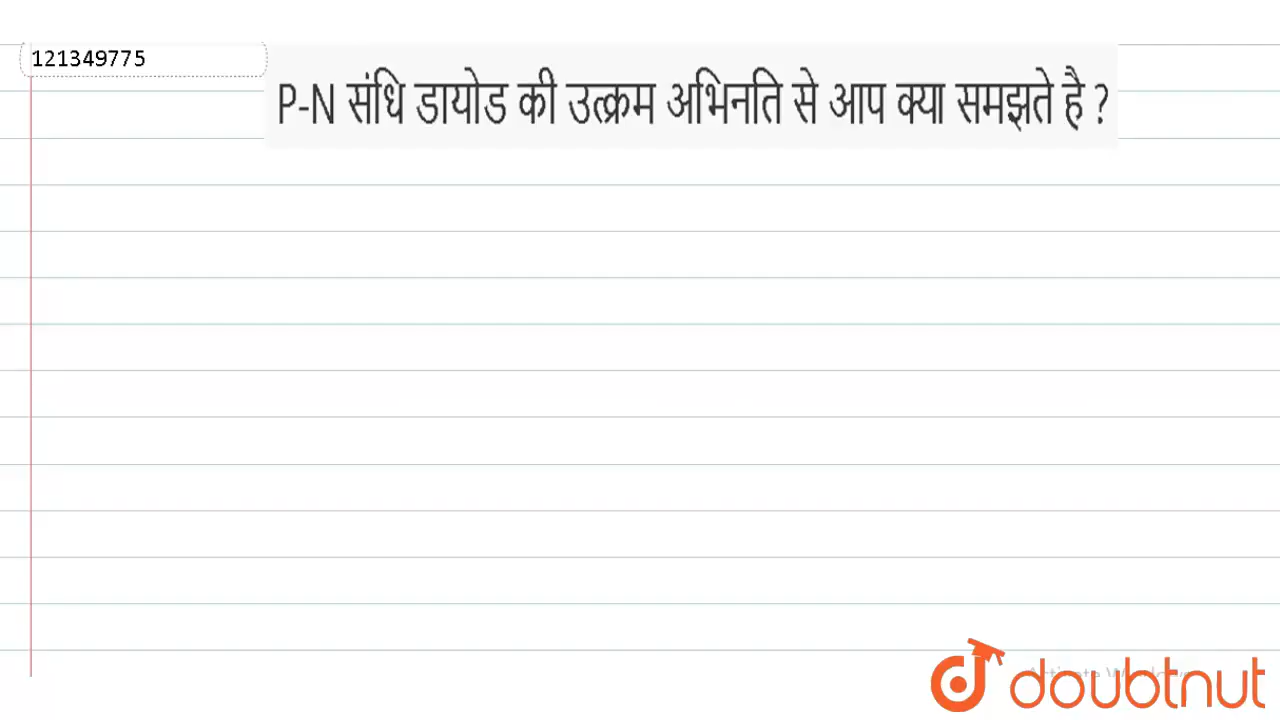 121349775
P-N संधि डायोड की उत्क्रम अभिनति से आप क्या समझते है ?
doubtnut